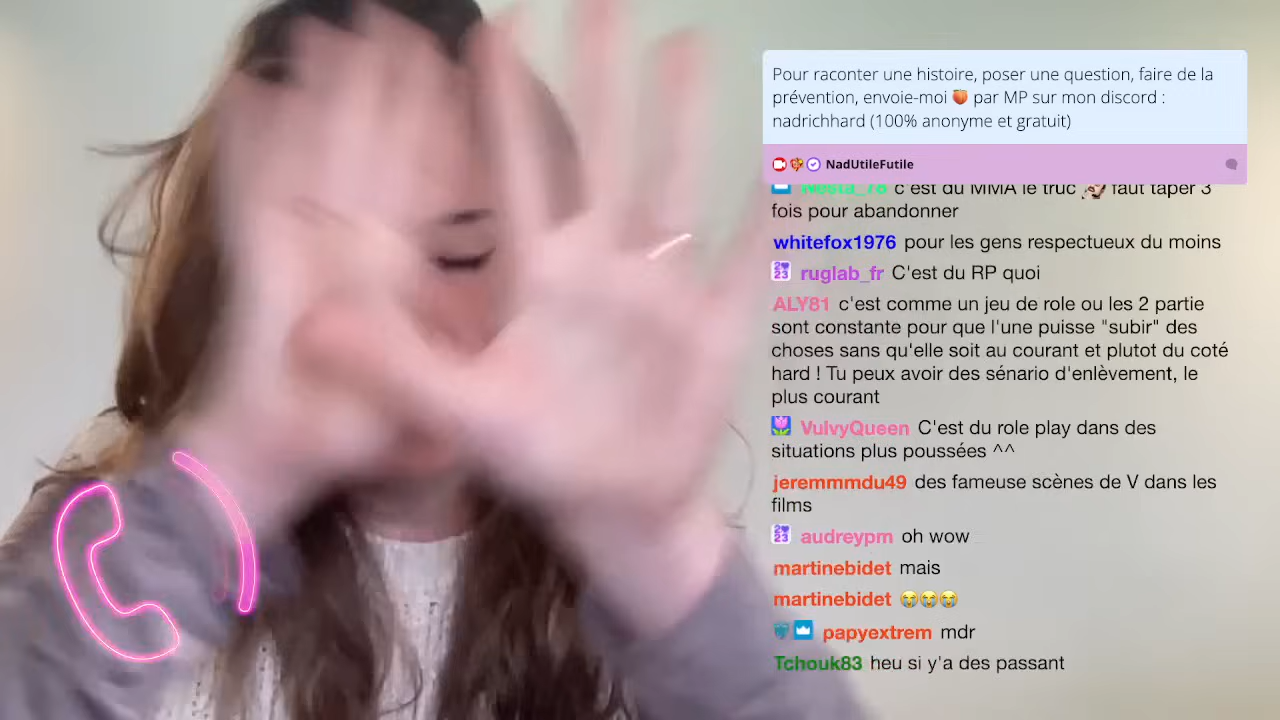 Pour raconter une histoire, poser une question, faire de la
prévention, envoie-moi 🍑 par MP sur mon discord :
nadrichhard (100% anonyme et gratuit)
NadUtileFutile
c'est du MMA le truc faut taper 3
fois pour abandonner
whitefox1976 pour les gens respectueux du moins
ruglab_fr C'est du RP quoi
ALY81 c'est comme un jeu de role ou les 2 partie
sont constante pour que l'une puisse "subir" des
choses sans qu'elle soit au courant et plutot du coté
hard ! Tu peux avoir des sénario d'enlèvement, le
plus courant
VulvyQueen C'est du role play dans des
situations plus poussées ^^
jeremmmdu49 des fameuse scènes de V dans les
films
audreypm oh wow
martinebidet mais
martinebidet 😭😭😭
papyextrem mdr
Tchouk83 heu si y'a des passant